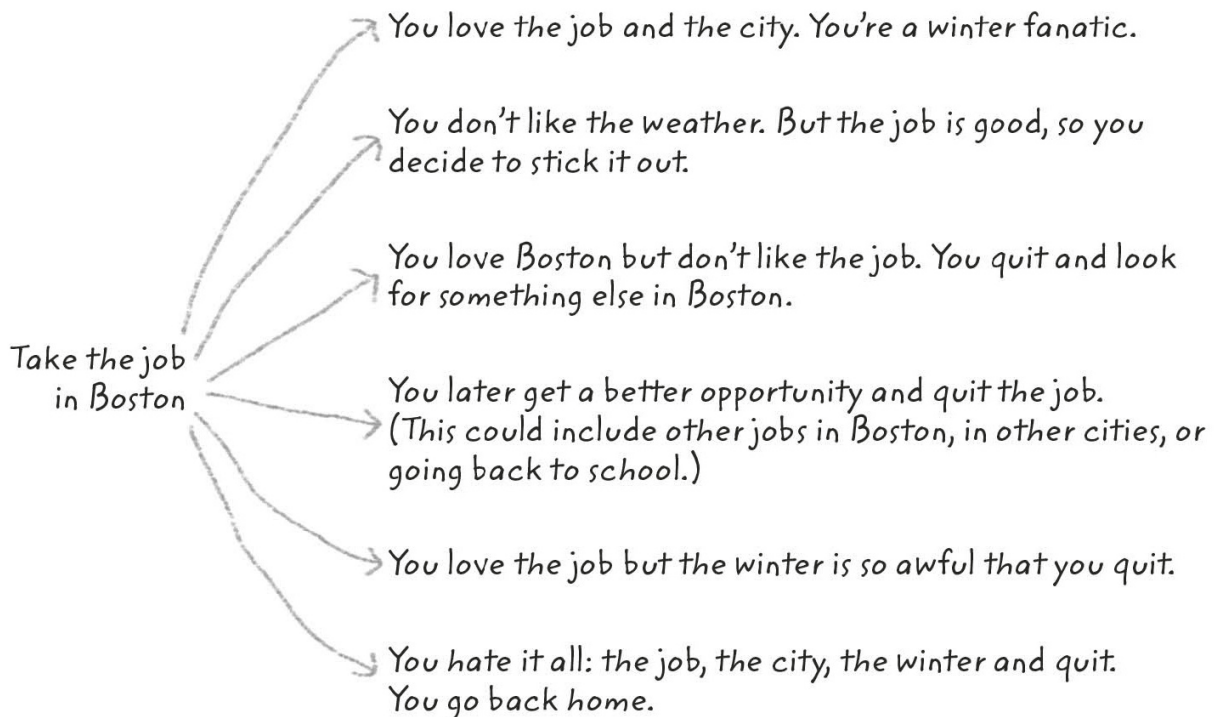 You love the job and the city. You're a winter fanatic.
You don't like the weather. But the job is good, so you
decide to stick it out.
You love Boston but don't like the job. You quit and look
for something else in Boston.
Take the job
in Boston
You later get a better opportunity and quit the job.
(This could include other jobs in Boston, in other cities, or
going back to school.)
You love the job but the winter is so awful that you quit.
You hate it all: the job, the city, the winter and quit.
You go back home.